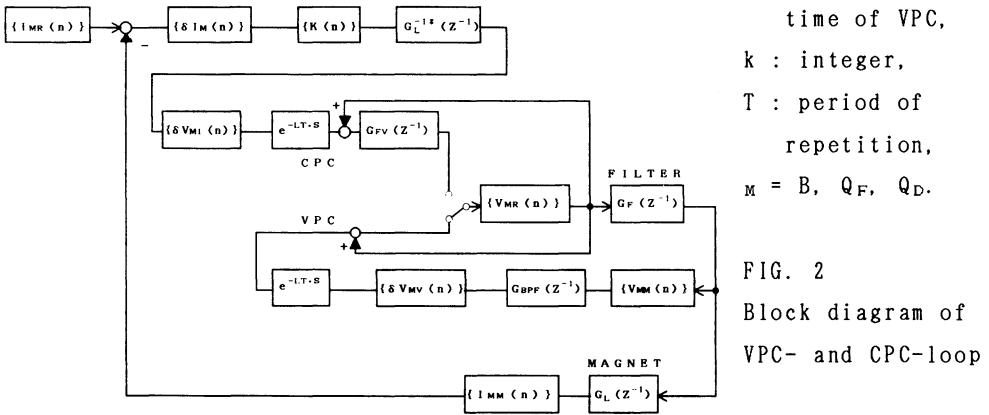 {IMR(n)}
−
{δIM(n)}
{K(n)}
GL^-1*(Z^-1)
{δVMI(n)}
e^-LT·S
+
GFV(Z^-1)
CPC
VPC
+
{VMR(n)}
FILTER
GF(Z^-1)
e^-LT·S
{δVMV(n)}
GBPF(Z^-1)
{VMM(n)}
MAGNET
{IMM(n)}
GL(Z^-1)
time of VPC,
k : integer,
T : period of
repetition,
M = B, QF, QD.
FIG. 2
Block diagram of
VPC- and CPC-loop